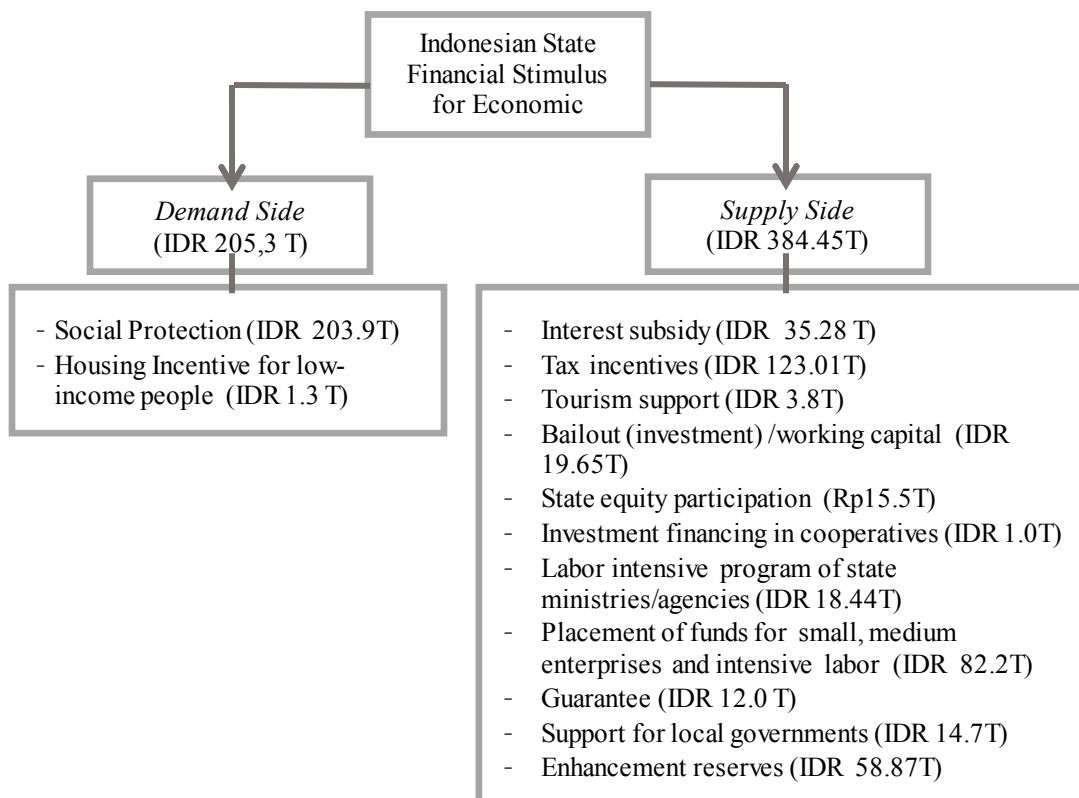 Indonesian State
Financial Stimulus
for Economic
Demand Side
(IDR 205,3 T)
Supply Side
(IDR 384.45T)
- Social Protection (IDR 203.9T)
- Housing Incentive for low-
income people (IDR 1.3 T)
- Interest subsidy (IDR 35.28 T)
- Tax incentives (IDR 123.01T)
- Tourism support (IDR 3.8T)
- Bailout (investment) /working capital (IDR
19.65T)
- State equity participation (Rp15.5T)
- Investment financing in cooperatives (IDR 1.0T)
- Labor intensive program of state
ministries/agencies (IDR 18.44T)
- Placement of funds for small, medium
enterprises and intensive labor (IDR 82.2T)
- Guarantee (IDR 12.0 T)
- Support for local governments (IDR 14.7T)
- Enhancement reserves (IDR 58.87T)